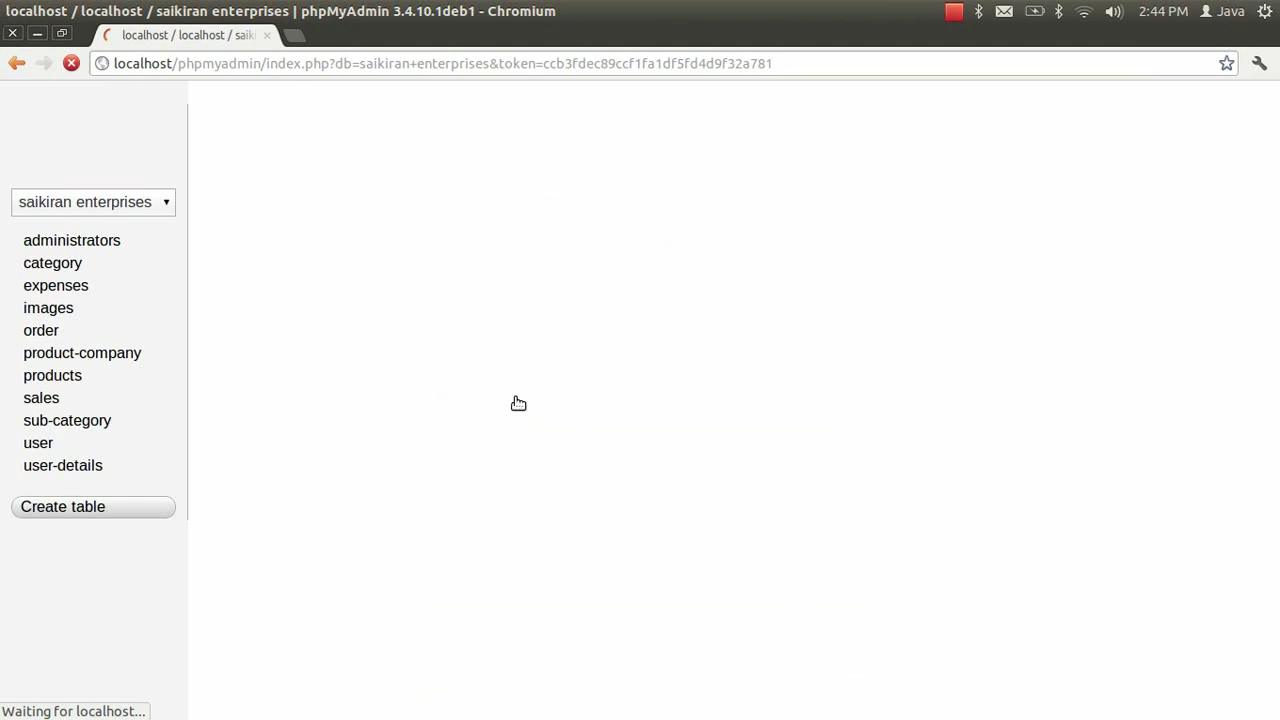 localhost / localhost / saikiran enterprises | phpMyAdmin 3.4.10.1deb1 - Chromium
2:44 PM
Java
localhost / localhost / saik
localhost/phpmyadmin/index.php?db=saikiran+enterprises&token=ccb3fdec89ccf1fa1df5fd4d9f32a781
saikiran enterprises
administrators
category
expenses
images
order
product-company
products
sales
sub-category
user
user-details
Create table
Waiting for localhost...